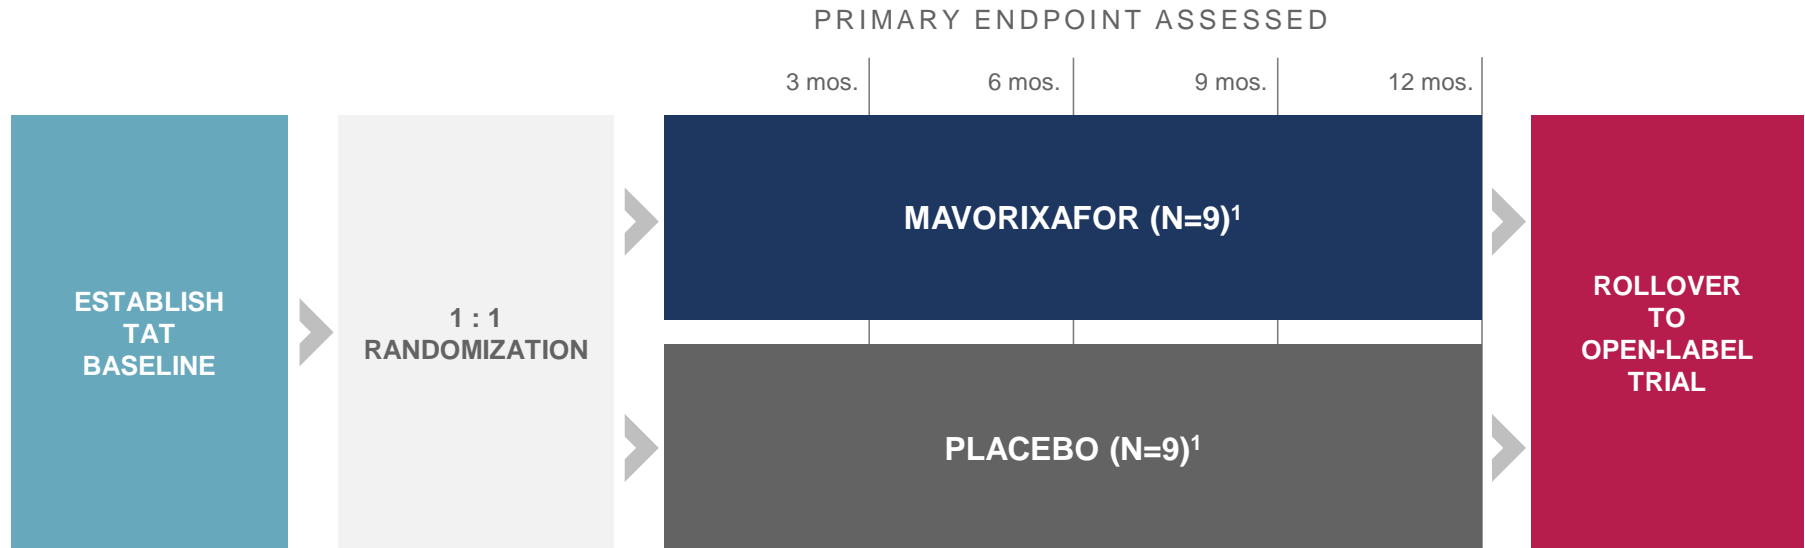 PRIMARY ENDPOINT ASSESSED
3 mos.
6 mos.
9 mos.
12 mos.
ESTABLISH
TAT
BASELINE
1 : 1
RANDOMIZATION
MAVORIXAFOR (N=9)¹
PLACEBO (N=9)¹
ROLLOVER
TO
OPEN-LABEL
TRIAL